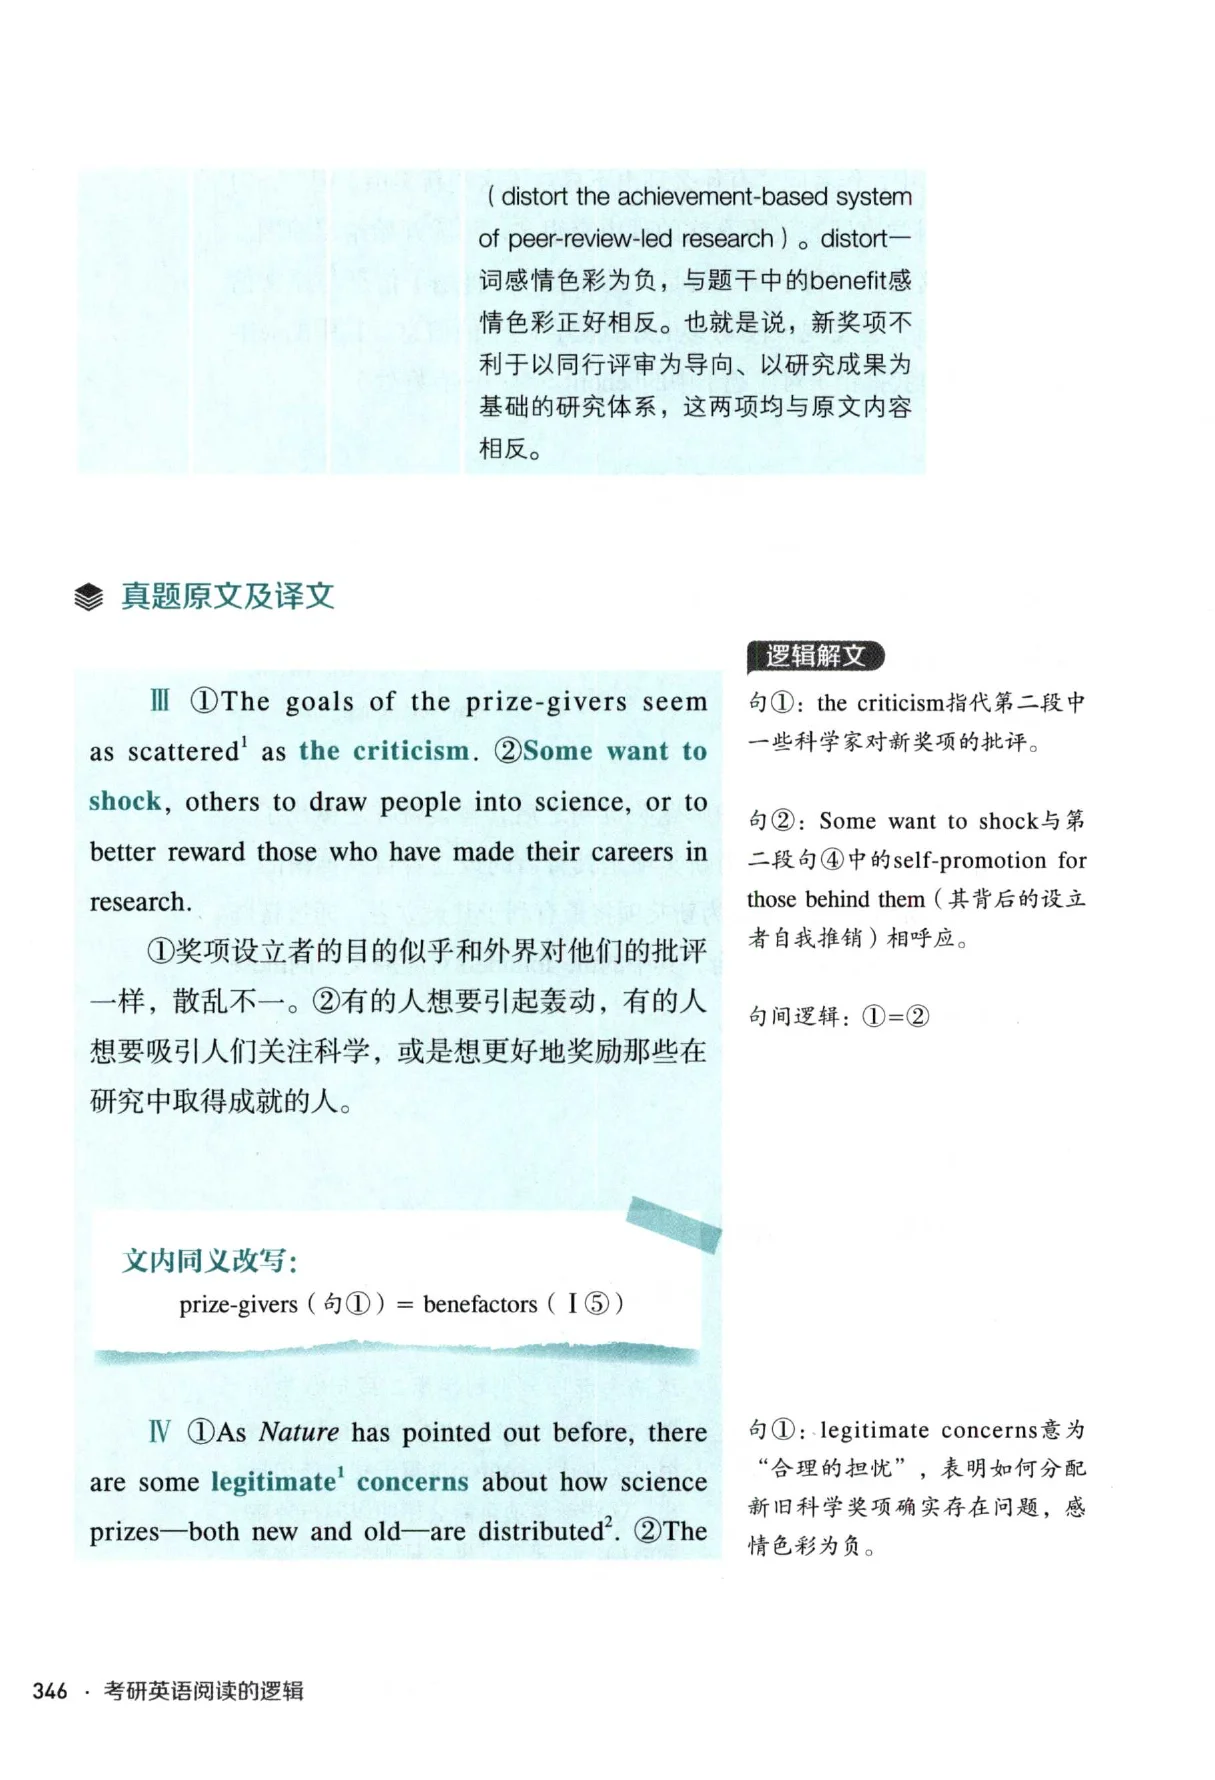 （distort the achievement-based system
of peer-review-led research）。distort一
词感情色彩为负，与题干中的benefit感
情色彩正好相反。也就是说，新奖项不
利于以同行评审为导向、以研究成果为
基础的研究体系，这两项均与原文内容
相反。
真题原文及译文
Ⅲ ①The goals of the prize-givers seem
as scattered¹ as the criticism. ②Some want to
shock, others to draw people into science, or to
better reward those who have made their careers in
research.
①奖项设立者的目的似乎和外界对他们的批评
一样，散乱不一。②有的人想要引起轰动，有的人
想要吸引人们关注科学，或是想更好地奖励那些在
研究中取得成就的人。
逻辑解文
句①：the criticism指代第二段中
一些科学家对新奖项的批评。
句②：Some want to shock与第
二段句④中的self-promotion for
those behind them（其背后的设立
者自我推销）相呼应。
句间逻辑：①=②
文内同义改写：
prize-givers（句①）= benefactors（Ⅰ⑤）
Ⅳ ①As Nature has pointed out before, there
are some legitimate¹ concerns about how science
prizes—both new and old—are distributed². ②The
句①：legitimate concerns意为
“合理的担忧”，表明如何分配
新旧科学奖项确实存在问题，感
情色彩为负。
346 · 考研英语阅读的逻辑